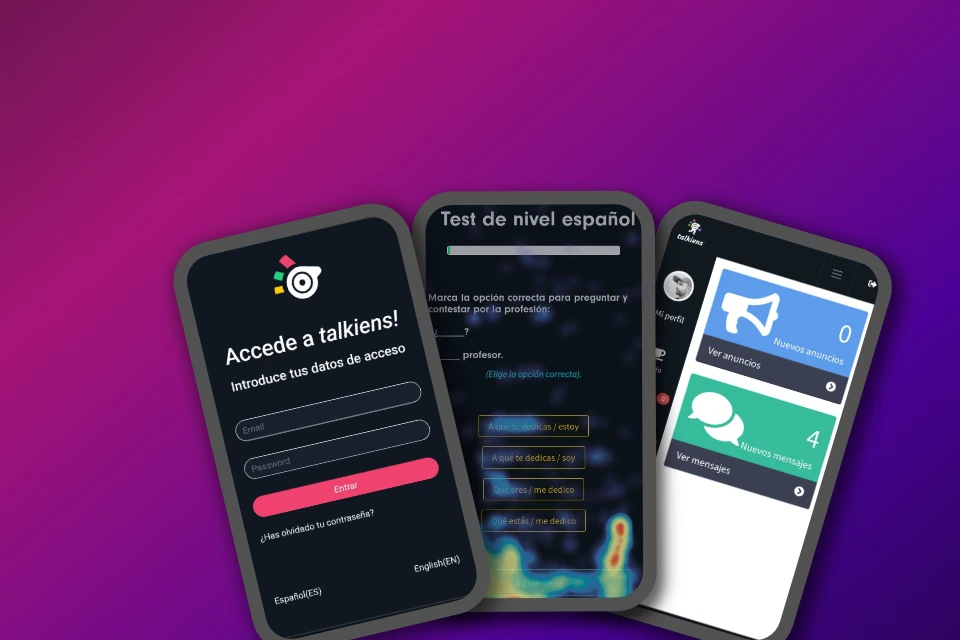 Accede a talkiens!
Introduce tus datos de acceso
Email
Password
Entrar
¿Has olvidado tu contraseña?
English(EN)
Español(ES)
Test de nivel español
Marca la opción correcta para preguntar y
contestar por la profesión:
¿______?
_____ profesor.
(Elige la opción correcta).
A qué te dedicas / estoy
A qué te dedicas / soy
Qué eres / me dedico
Qué estás / me dedico
Siguiente
talkiens
Mi perfil
0
0
Nuevos anuncios
Ver anuncios
4
Nuevos mensajes
Ver mensajes